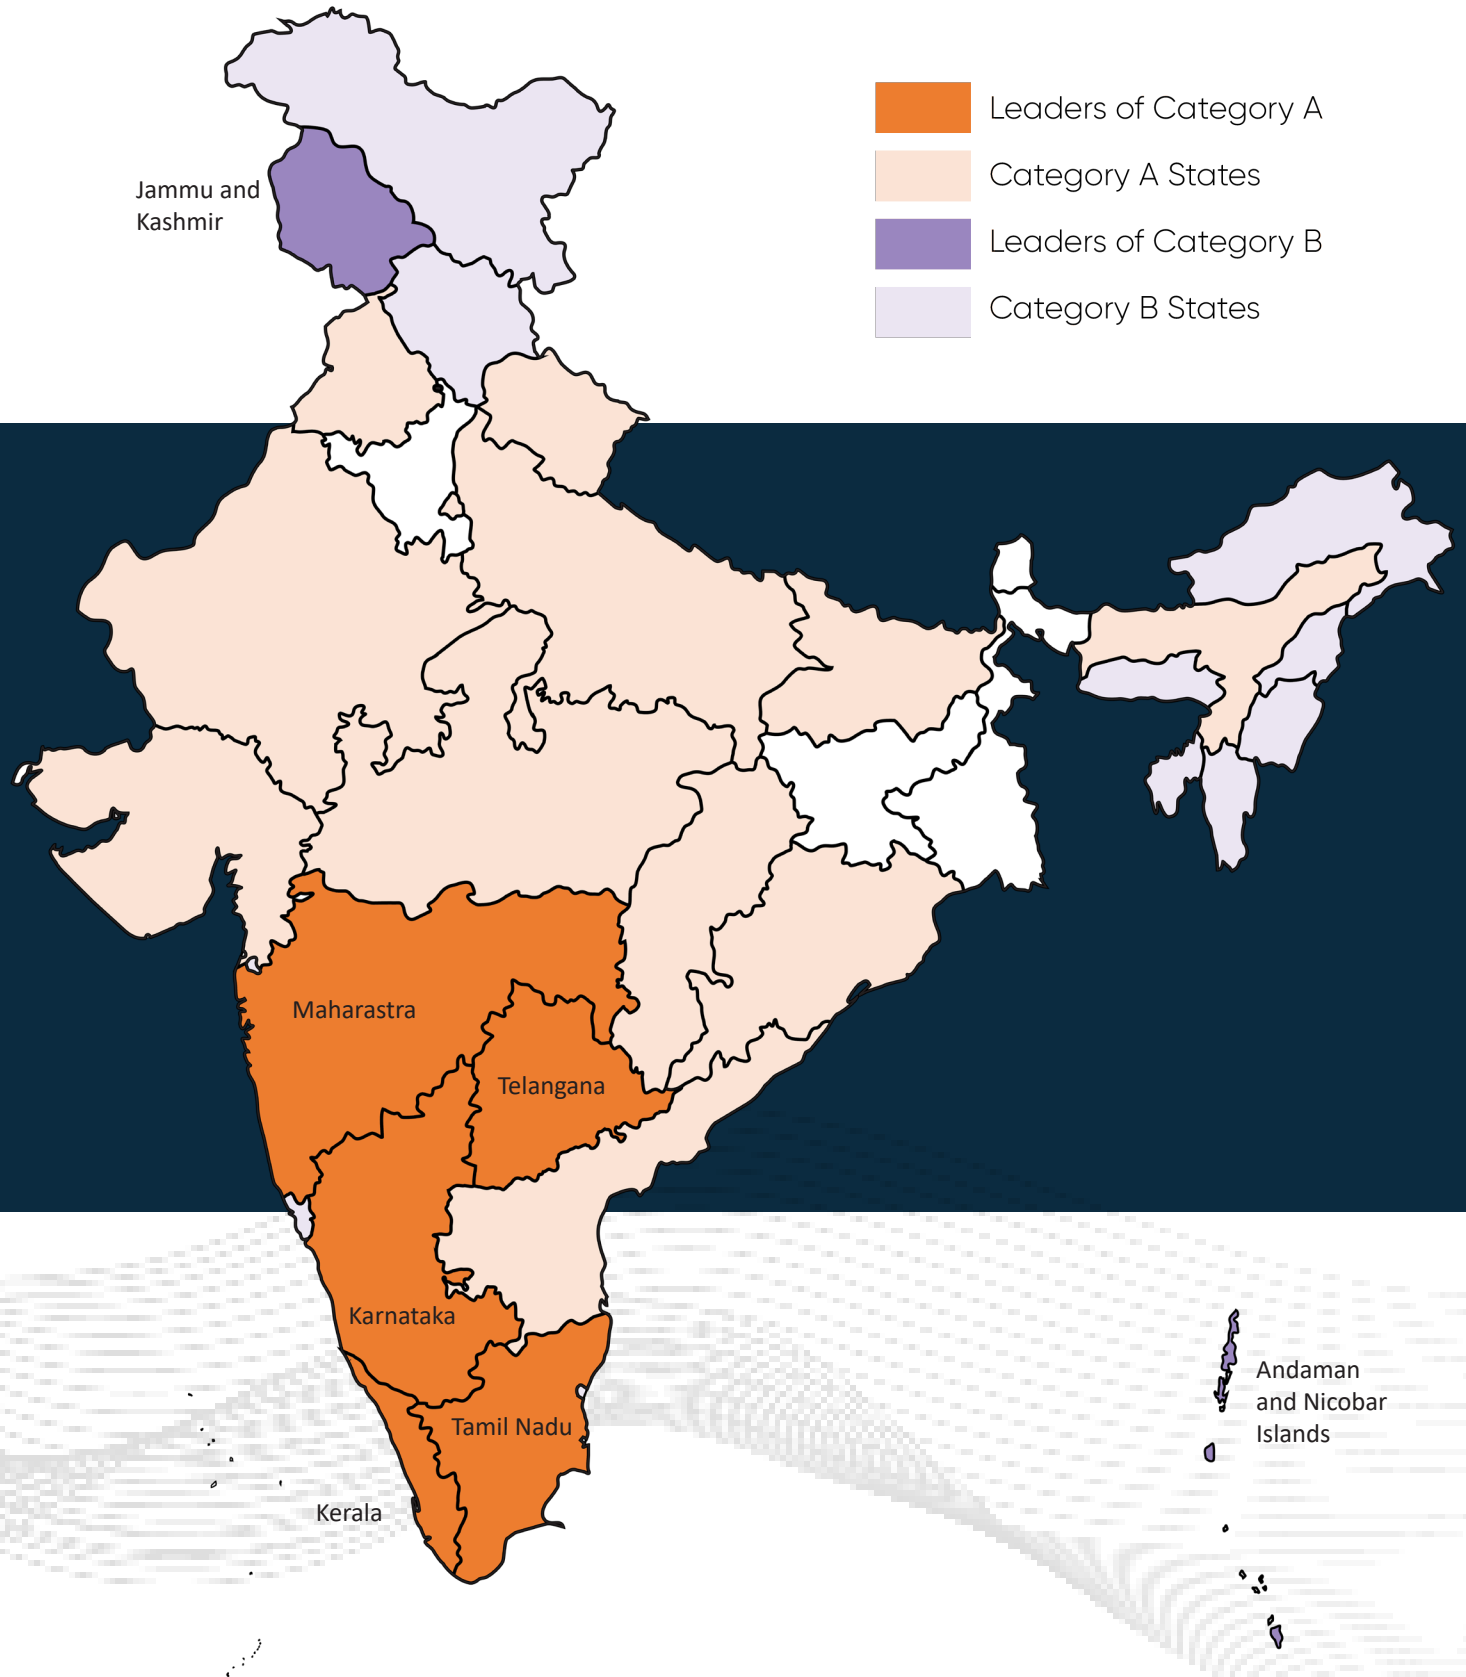 Leaders of Category A
Category A States
Leaders of Category B
Category B States
Jammu and
Kashmir
Maharastra
Telangana
Karnataka
Tamil Nadu
Kerala
Andaman
and Nicobar
Islands